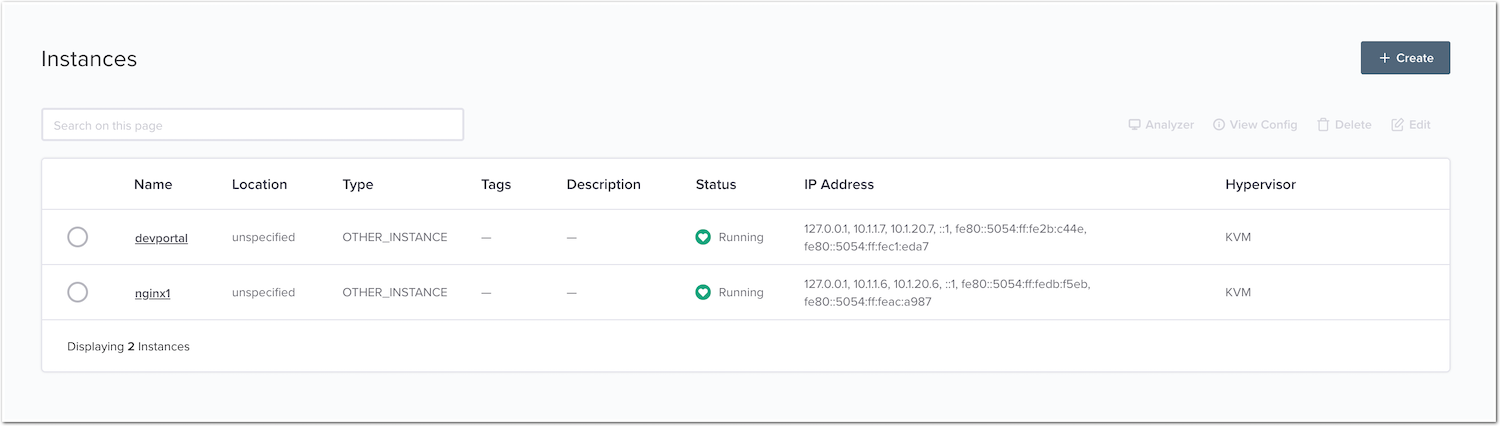 Instances
+ Create
Search on this page
Analyzer View Config Delete Edit
Name Location Type Tags Description Status IP Address Hypervisor
devportal unspecified OTHER_INSTANCE — — Running 127.0.0.1, 10.1.1.7, 10.1.20.7, ::1, fe80::5054:ff:fe2b:c44e, KVM
fe80::5054:ff:fec1:eda7
nginx1 unspecified OTHER_INSTANCE — — Running 127.0.0.1, 10.1.1.6, 10.1.20.6, ::1, fe80::5054:ff:fedb:f5eb, KVM
fe80::5054:ff:feac:a987
Displaying 2 Instances